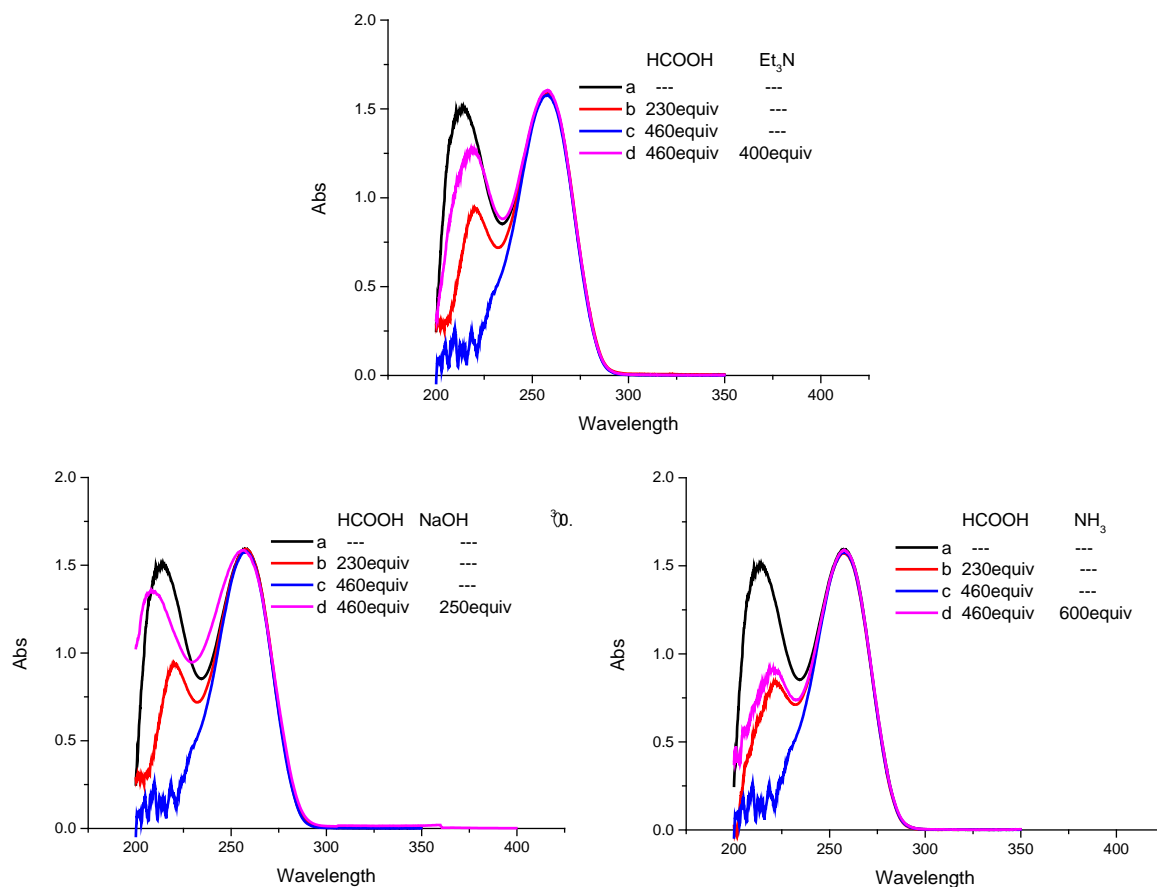 HCOOH Et3N
a --- ---
b 230equiv ---
c 460equiv ---
d 460equiv 400equiv
2.0
1.5
1.0
0.5
0.0
Abs
200 250 300 350 400
Wavelength
HCOOH NaOH
a --- ---
b 230equiv ---
c 460equiv ---
d 460equiv 250equiv
2.0
1.5
1.0
0.5
0.0
Abs
200 250 300 350 400
Wavelength
HCOOH NH3
a --- ---
b 230equiv ---
c 460equiv ---
d 460equiv 600equiv
2.0
1.5
1.0
0.5
0.0
Abs
200 250 300 350 400
Wavelength